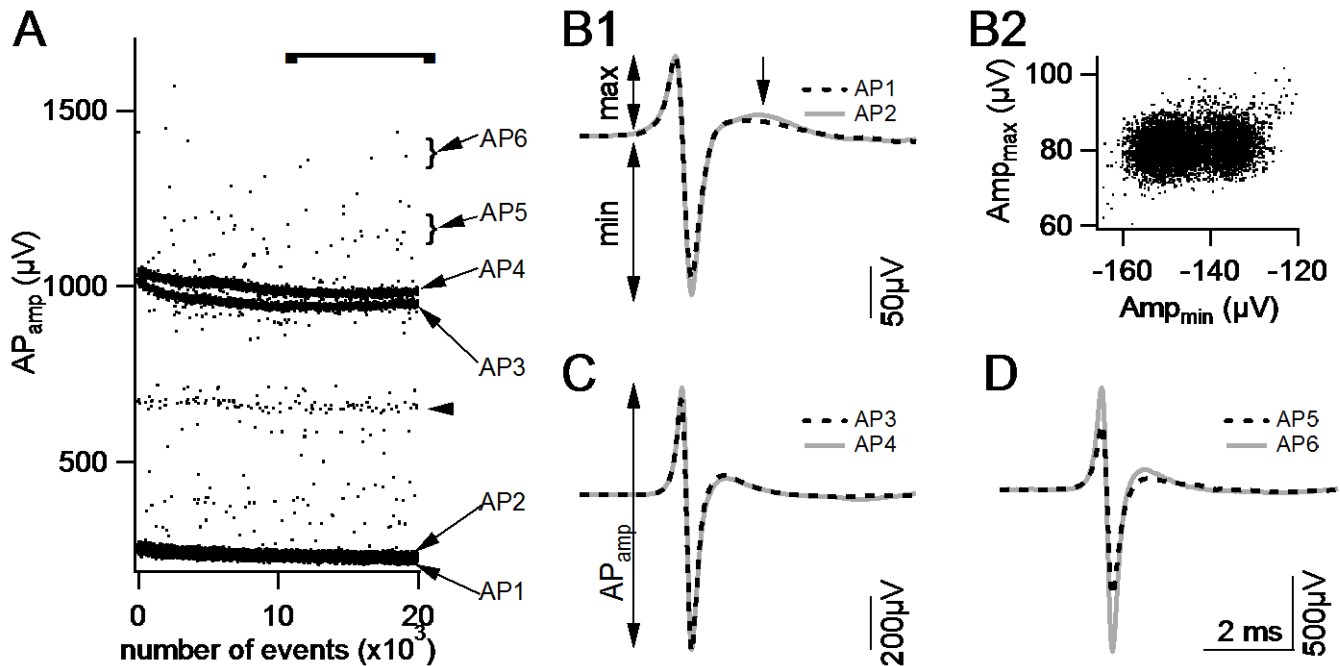 A
AP_amp (µV)
1500
1000
500
0
10
20
number of events (x10³)
AP6
AP5
AP4
AP3
AP2
AP1
B1
max
min
AP1
AP2
50µV
B2
Amp_max (µV)
100
80
60
-160
-140
-120
Amp_min (µV)
C
AP_amp
AP3
AP4
200µV
D
AP5
AP6
2 ms
500µV